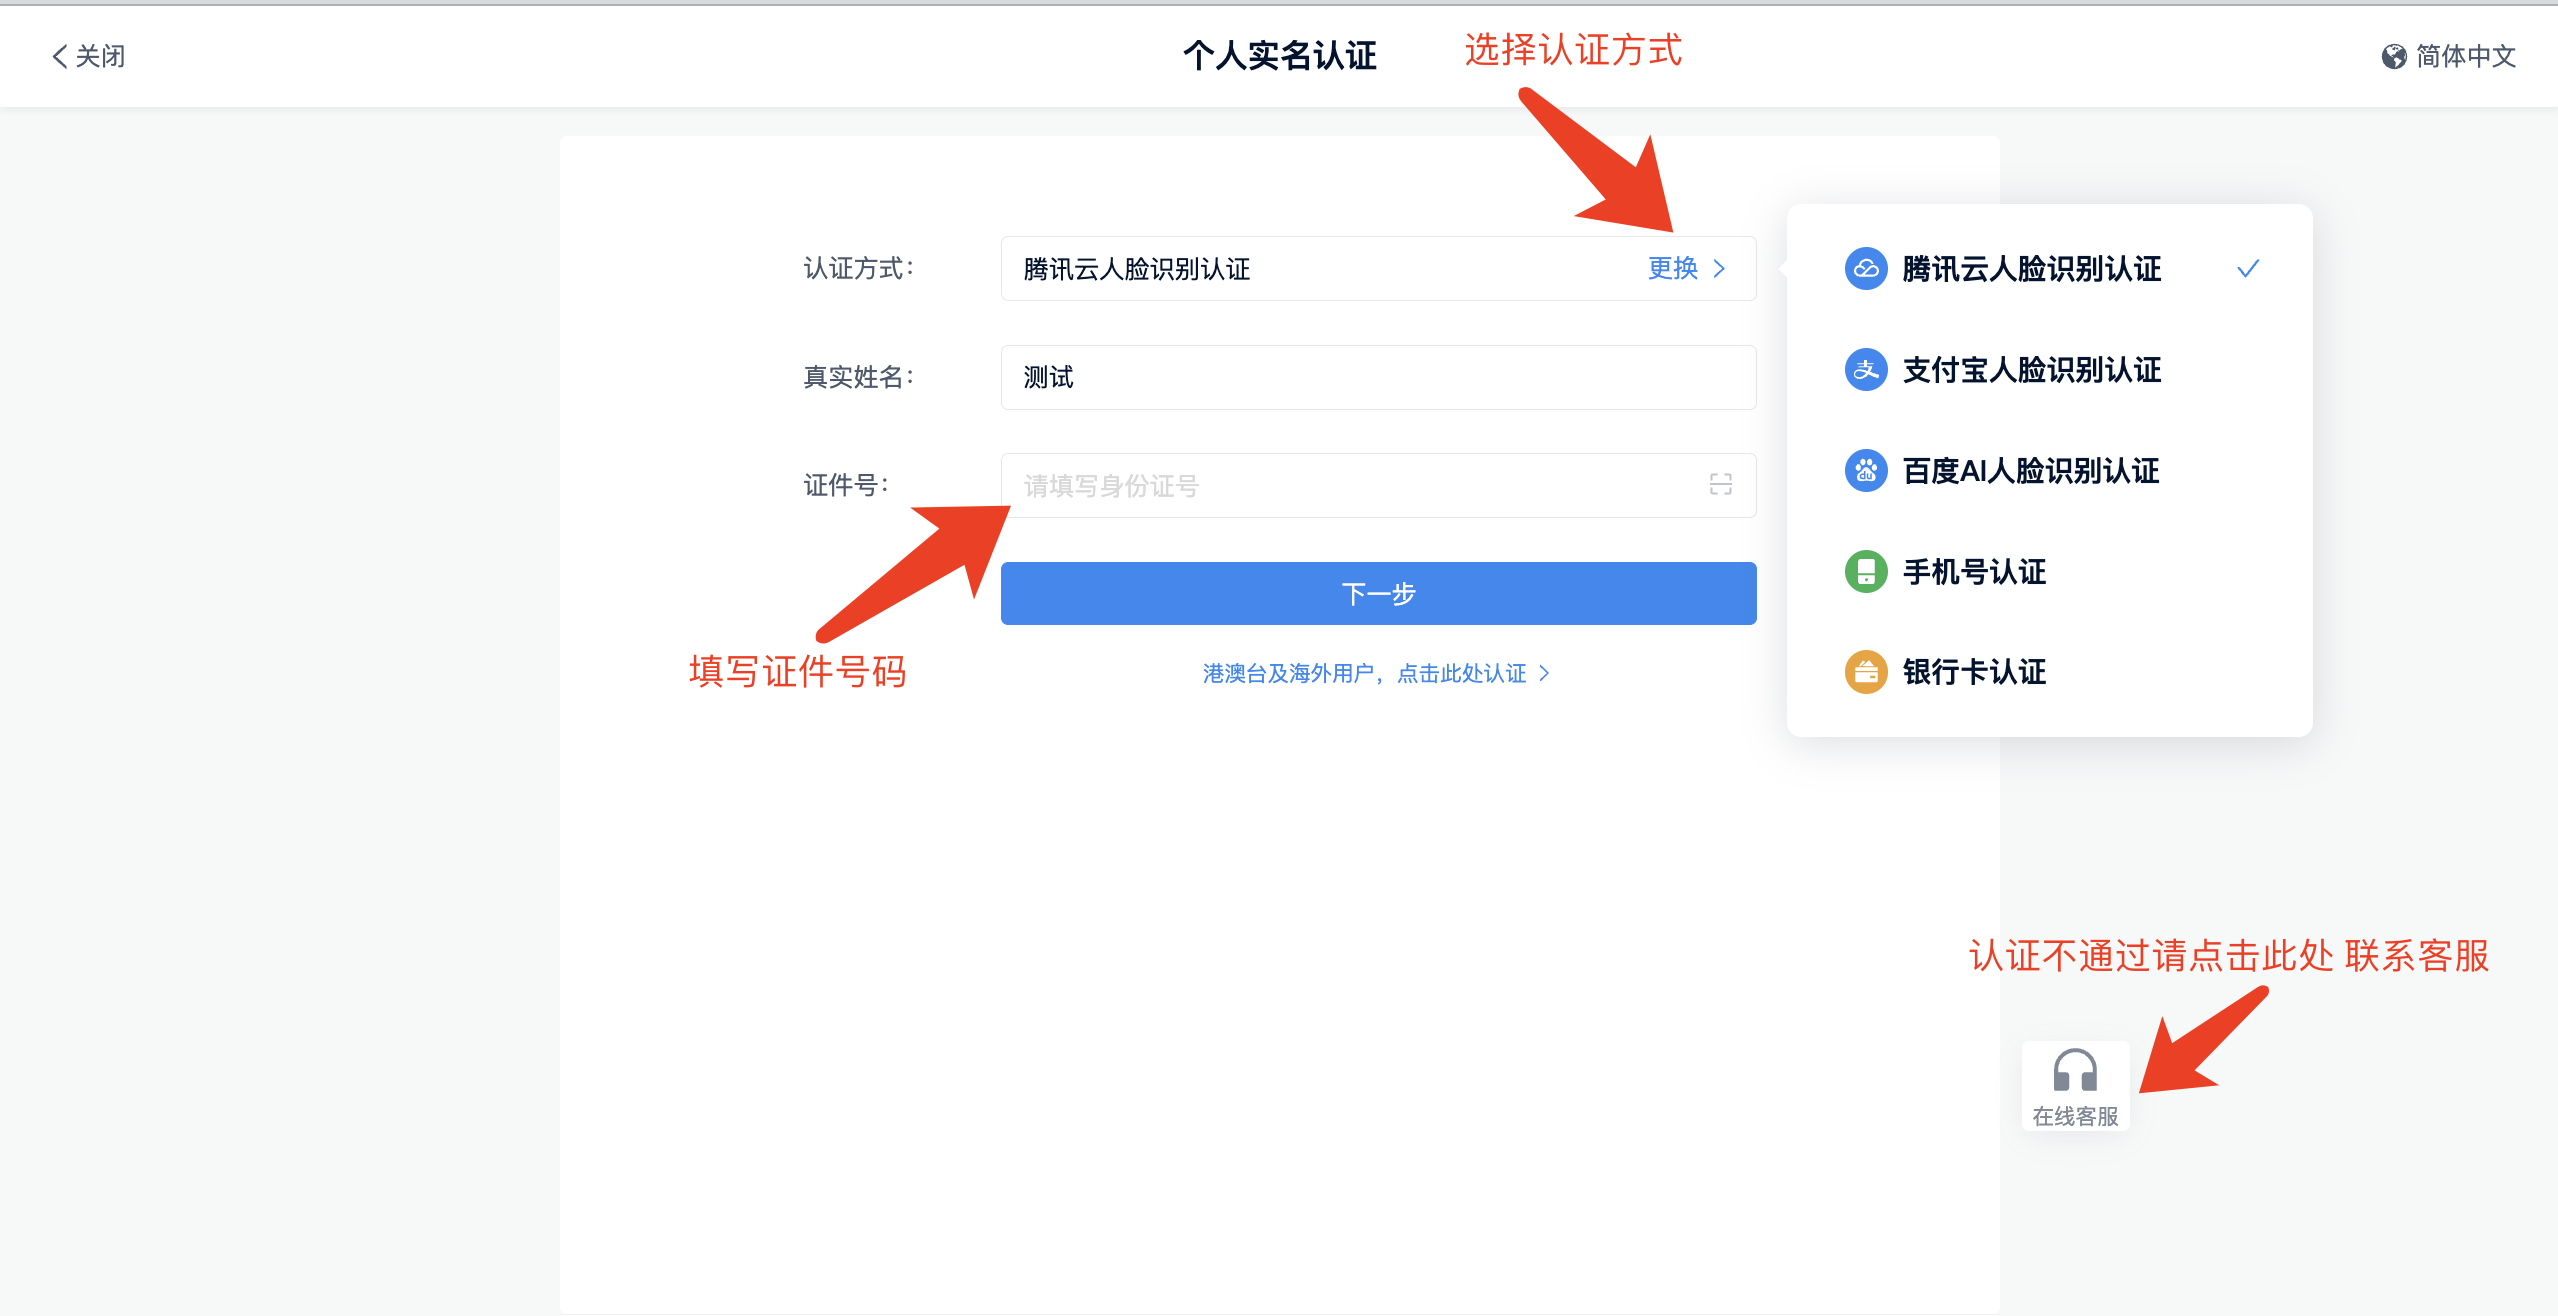 关闭
个人实名认证
选择认证方式
简体中文
认证方式:
腾讯云人脸识别认证
更换
真实姓名:
测试
证件号:
请填写身份证号
下一步
填写证件号码
港澳台及海外用户，点击此处认证
腾讯云人脸识别认证
支付宝人脸识别认证
百度AI人脸识别认证
手机号认证
银行卡认证
认证不通过请点击此处 联系客服
在线客服